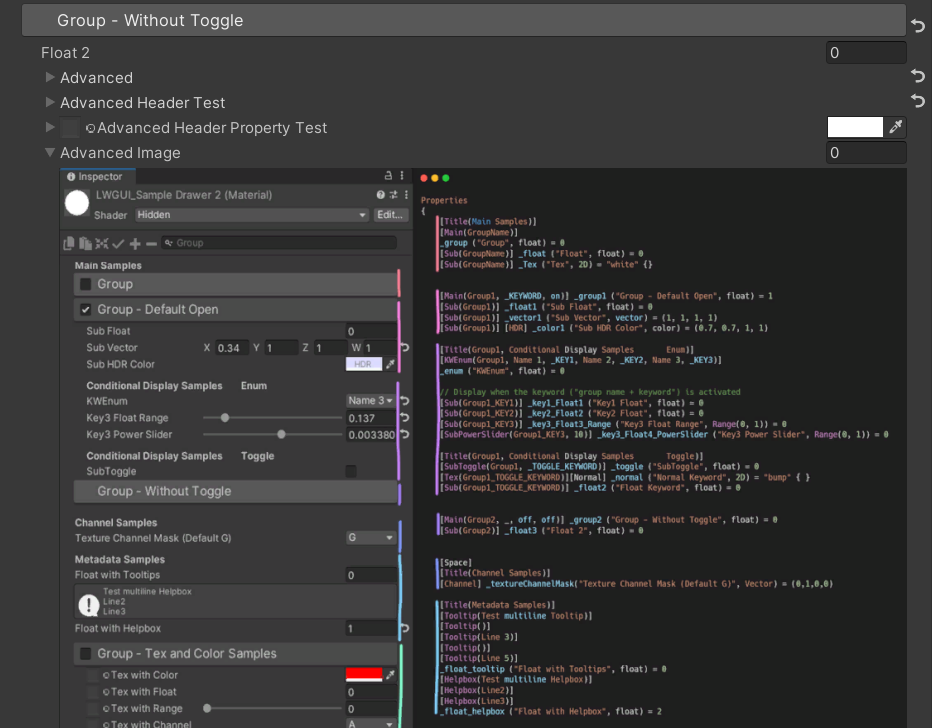 Group - Without Toggle
Float 2
0
Advanced
Advanced Header Test
Advanced Header Property Test
Advanced Image
0
Inspector
LWGUI_Sample Drawer 2 (Material)
Shader Hidden Edit...
Group
Main Samples
Group
Group - Default Open
Sub Float 0
Sub Vector X 0.34 Y 1 Z 1 W 1
Sub HDR Color HDR
Conditional Display Samples Enum
KWEnum Name 3
Key3 Float Range 0.137
Key3 Power Slider 0.003380
Conditional Display Samples Toggle
SubToggle
Group - Without Toggle
Channel Samples
Texture Channel Mask (Default G) G
Metadata Samples
Float with Tooltips 0
Test multiline Helpbox
Line2
Line3
Float with Helpbox 1
Group - Tex and Color Samples
Tex with Color
Tex with Float 0
Tex with Range 0
Tex with Channel A
Properties
{
[Title(Main Samples)]
[Main(GroupName)]
_group ("Group", float) = 0
[Sub(GroupName)] _float ("Float", float) = 0
[Sub(GroupName)] _Tex ("Tex", 2D) = "white" {}
[Main(Group1, _KEYWORD, on)] _group1 ("Group - Default Open", float) = 1
[Sub(Group1)] _float1 ("Sub Float", float) = 0
[Sub(Group1)] _vector1 ("Sub Vector", vector) = (1, 1, 1, 1)
[Sub(Group1)] [HDR] _color1 ("Sub HDR Color", color) = (0.7, 0.7, 1, 1)
[Title(Group1, Conditional Display Samples Enum)]
[KWEnum(Group1, Name 1, _KEY1, Name 2, _KEY2, Name 3, _KEY3)]
_enum ("KWEnum", float) = 0
// Display when the keyword ("group name + keyword") is activated
[Sub(Group1_KEY1)] _key1_Float1 ("Key1 Float", float) = 0
[Sub(Group1_KEY2)] _key2_Float2 ("Key2 Float", float) = 0
[Sub(Group1_KEY3)] _key3_Float3_Range ("Key3 Float Range", Range(0, 1)) = 0
[SubPowerSlider(Group1_KEY3, 10)] _key3_Float4_PowerSlider ("Key3 Power Slider", Range(0, 1)) = 0
[Title(Group1, Conditional Display Samples Toggle)]
[SubToggle(Group1, _TOGGLE_KEYWORD)] _toggle ("SubToggle", float) = 0
[Tex(Group1_TOGGLE_KEYWORD)][Normal] _normal ("Normal Keyword", 2D) = "bump" { }
[Sub(Group1_TOGGLE_KEYWORD)] _float2 ("Float Keyword", float) = 0
[Main(Group2, _, off, off)] _group2 ("Group - Without Toggle", float) = 0
[Sub(Group2)] _float3 ("Float 2", float) = 0
[Space]
[Title(Channel Samples)]
[Channel] _textureChannelMask("Texture Channel Mask (Default G)", Vector) = (0,1,0,0)
[Title(Metadata Samples)]
[Tooltip(Test multiline Tooltip)]
[Tooltip()]
[Tooltip(Line 3)]
[Tooltip()]
[Tooltip(Line 5)]
_float_tooltip ("Float with Tooltips", float) = 0
[Helpbox(Test multiline Helpbox)]
[Helpbox(Line2)]
[Helpbox(Line3)]
_float_helpbox ("Float with Helpbox", float) = 2